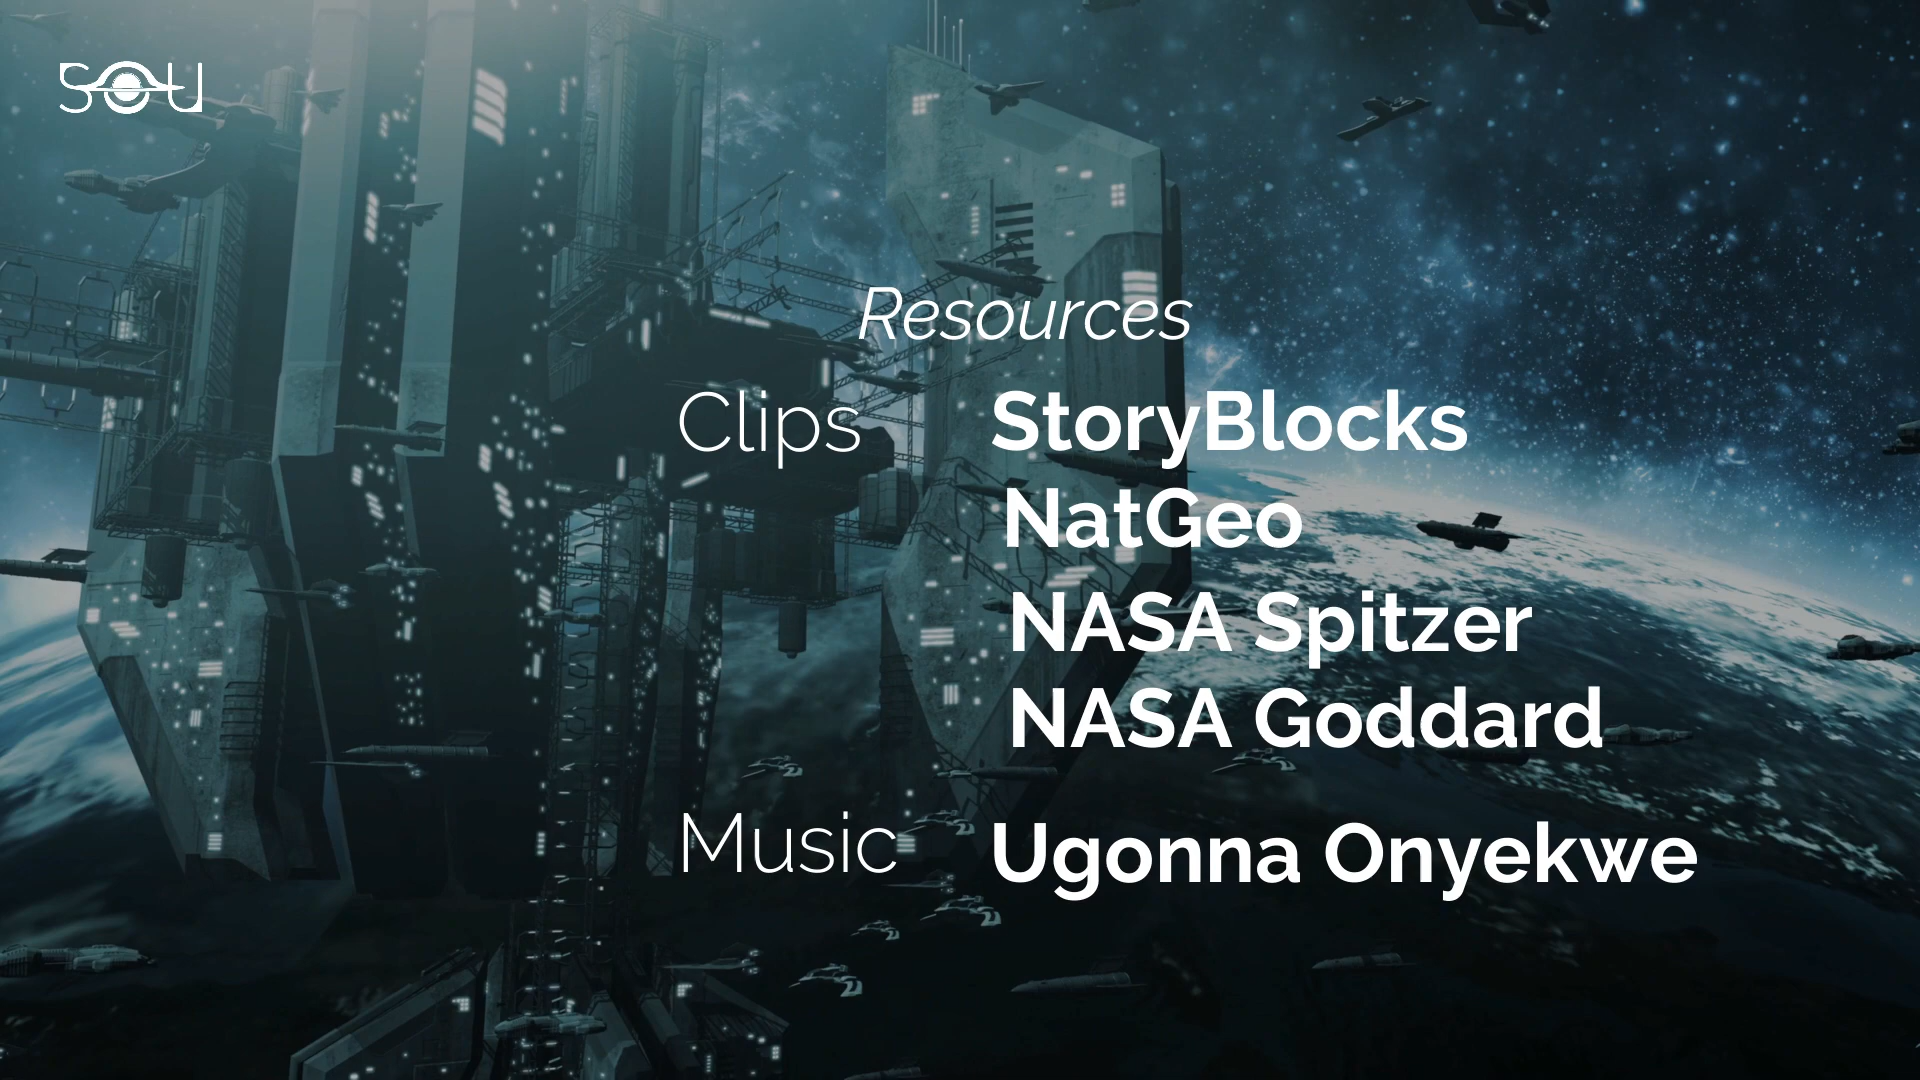 SOU
Resources
Clips StoryBlocks
NatGeo
NASA Spitzer
NASA Goddard
Music Ugonna Onyekwe